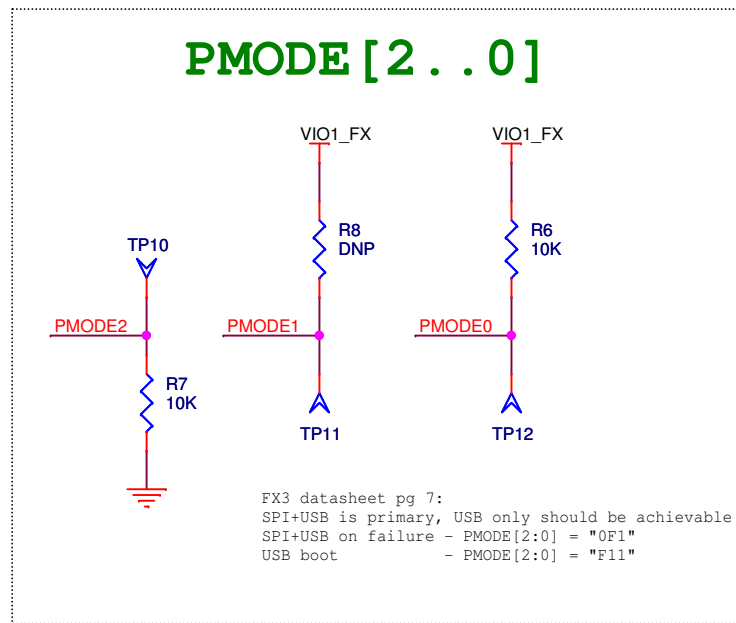 PMODE[2..0]
VIO1_FX
VIO1_FX
R8
DNP
R6
10K
TP10
PMODE2
PMODE1
PMODE0
R7
10K
TP11
TP12
FX3 datasheet pg 7:
SPI+USB is primary, USB only should be achievable
SPI+USB on failure - PMODE[2:0] = "0F1"
USB boot - PMODE[2:0] = "F11"